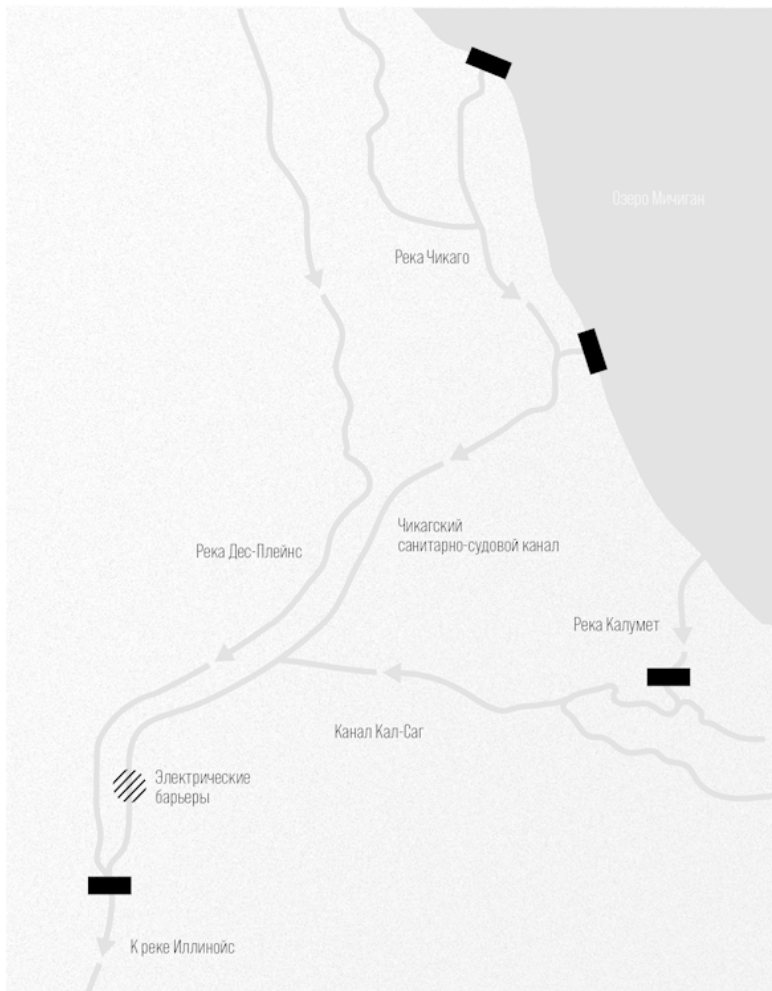 Озеро Мичиган
Река Чикаго
Чикагский
санитарно-судовой канал
Река Дес-Плейнс
Река Калумет
Канал Кал-Саг
Электрические
барьеры
К реке Иллинойс